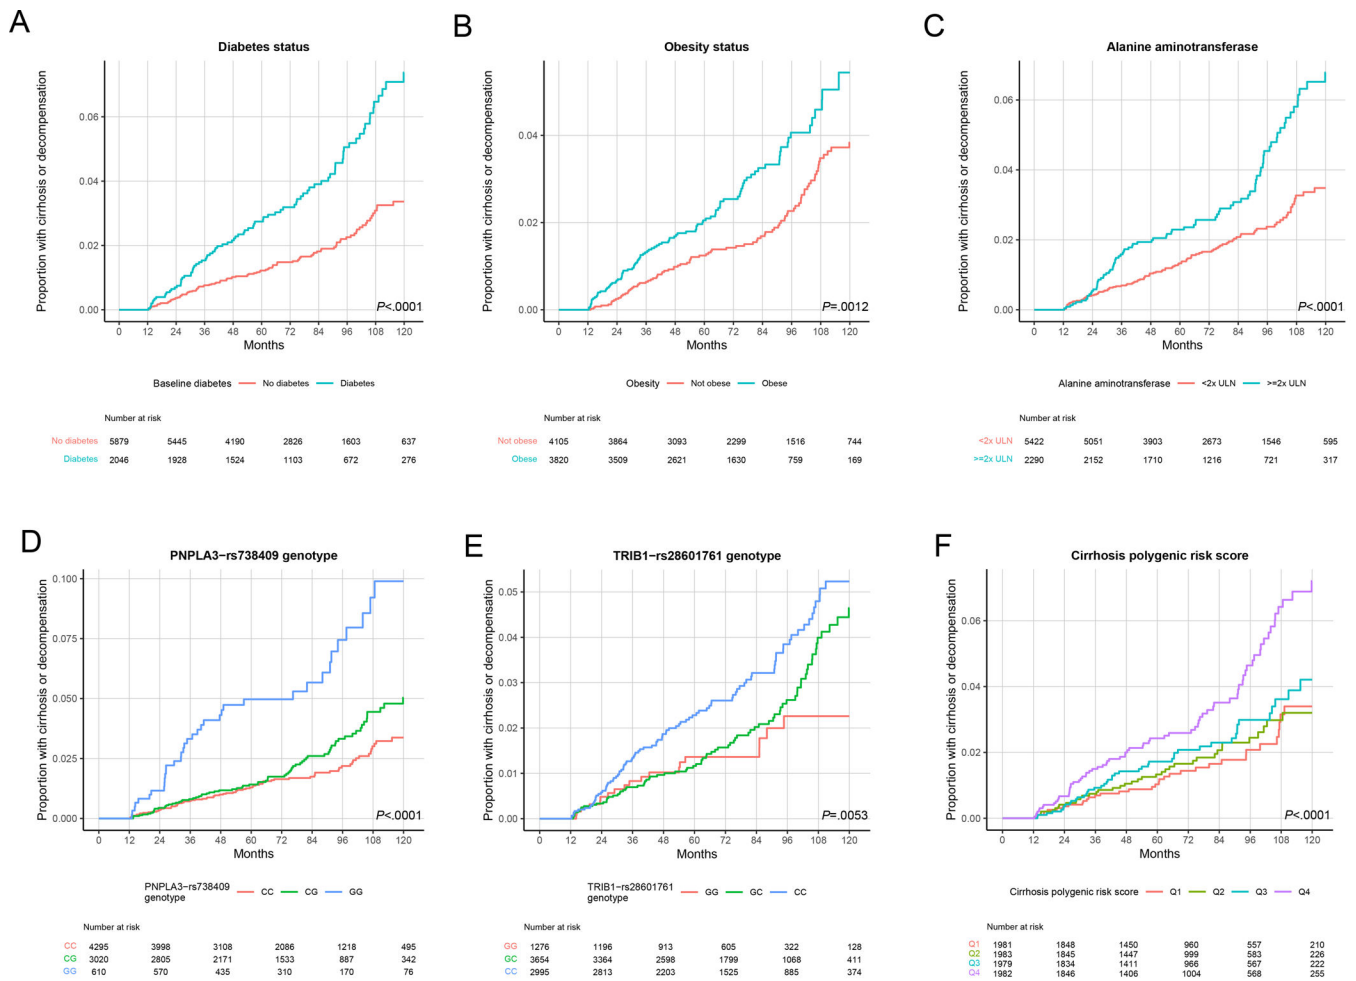 A
Diabetes status
Proportion with cirrhosis or decompensation
0.06
0.04
0.02
0.00
P<.0001
0 12 24 36 48 60 72 84 96 108 120
Months
Baseline diabetes No diabetes Diabetes
Number at risk
No diabetes 5879 5445 4190 2826 1603 637
Diabetes 2046 1928 1524 1103 672 276
B
Obesity status
Proportion with cirrhosis or decompensation
0.04
0.02
0.00
P=.0012
0 12 24 36 48 60 72 84 96 108 120
Months
Obesity Not obese Obese
Number at risk
Not obese 4105 3864 3093 2299 1516 744
Obese 3820 3509 2621 1630 759 169
C
Alanine aminotransferase
Proportion with cirrhosis or decompensation
0.06
0.04
0.02
0.00
P<.0001
0 12 24 36 48 60 72 84 96 108 120
Months
Alanine aminotransferase <2x ULN >=2x ULN
Number at risk
<2x ULN 5422 5051 3903 2673 1546 595
>=2x ULN 2290 2152 1710 1216 721 317
D
PNPLA3−rs738409 genotype
Proportion with cirrhosis or decompensation
0.100
0.075
0.050
0.025
0.000
P<.0001
0 12 24 36 48 60 72 84 96 108 120
Months
PNPLA3−rs738409
genotype CC CG GG
Number at risk
CC 4295 3998 3108 2086 1218 495
CG 3020 2805 2171 1533 887 342
GG 610 570 435 310 170 76
E
TRIB1−rs28601761 genotype
Proportion with cirrhosis or decompensation
0.05
0.04
0.03
0.02
0.01
0.00
P=.0053
0 12 24 36 48 60 72 84 96 108 120
Months
TRIB1−rs28601761
genotype GG GC CC
Number at risk
GG 1276 1196 913 605 322 128
GC 3654 3364 2598 1799 1068 411
CC 2995 2813 2203 1525 885 374
F
Cirrhosis polygenic risk score
Proportion with cirrhosis or decompensation
0.06
0.04
0.02
0.00
P<.0001
0 12 24 36 48 60 72 84 96 108 120
Months
Cirrhosis polygenic risk score Q1 Q2 Q3 Q4
Number at risk
Q1 1981 1848 1450 960 557 210
Q2 1983 1845 1447 999 583 226
Q3 1979 1834 1411 966 567 222
Q4 1982 1846 1406 1004 568 255